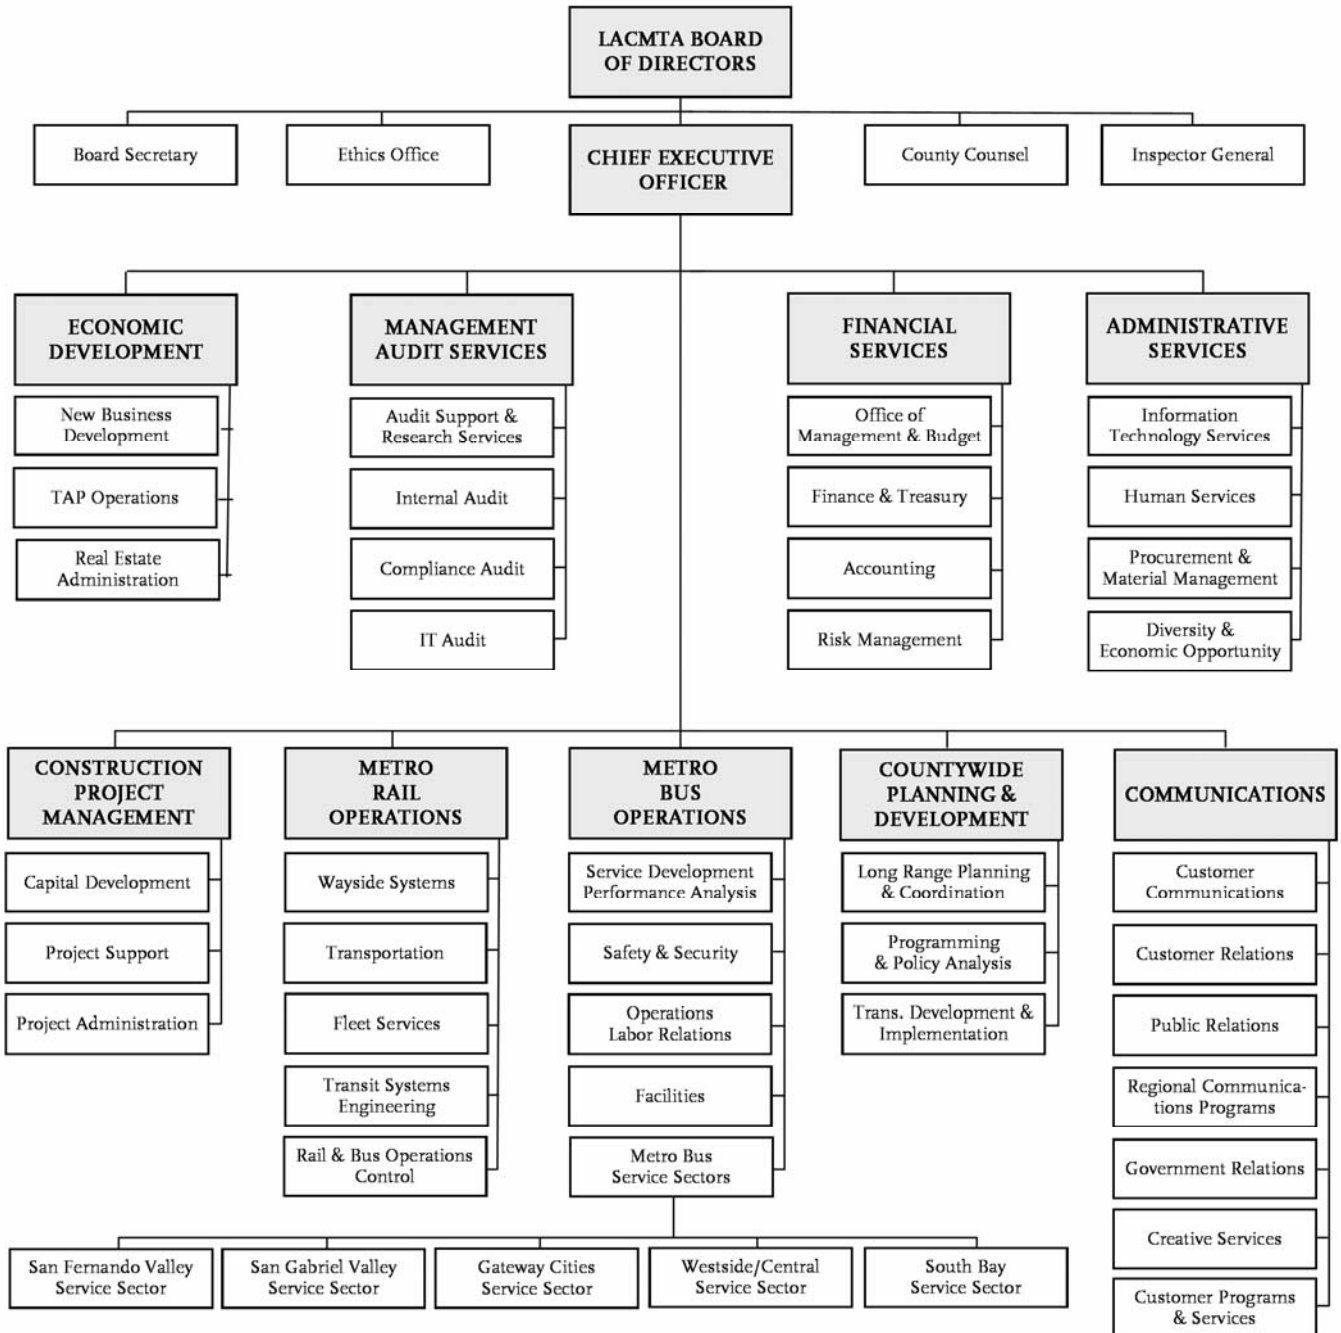 LACMTA BOARD
OF DIRECTORS
Board Secretary
Ethics Office
CHIEF EXECUTIVE
OFFICER
County Counsel
Inspector General
ECONOMIC
DEVELOPMENT
New Business
Development
TAP Operations
Real Estate
Administration
MANAGEMENT
AUDIT SERVICES
Audit Support &
Research Services
Internal Audit
Compliance Audit
IT Audit
FINANCIAL
SERVICES
Office of
Management & Budget
Finance & Treasury
Accounting
Risk Management
ADMINISTRATIVE
SERVICES
Information
Technology Services
Human Services
Procurement &
Material Management
Diversity &
Economic Opportunity
CONSTRUCTION
PROJECT
MANAGEMENT
Capital Development
Project Support
Project Administration
METRO
RAIL
OPERATIONS
Wayside Systems
Transportation
Fleet Services
Transit Systems
Engineering
Rail & Bus Operations
Control
METRO
BUS
OPERATIONS
Service Development
Performance Analysis
Safety & Security
Operations
Labor Relations
Facilities
Metro Bus
Service Sectors
COUNTYWIDE
PLANNING &
DEVELOPMENT
Long Range Planning
& Coordination
Programming
& Policy Analysis
Trans. Development &
Implementation
COMMUNICATIONS
Customer
Communications
Customer Relations
Public Relations
Regional Communica-
tions Programs
Government Relations
Creative Services
Customer Programs
& Services
San Fernando Valley
Service Sector
San Gabriel Valley
Service Sector
Gateway Cities
Service Sector
Westside/Central
Service Sector
South Bay
Service Sector